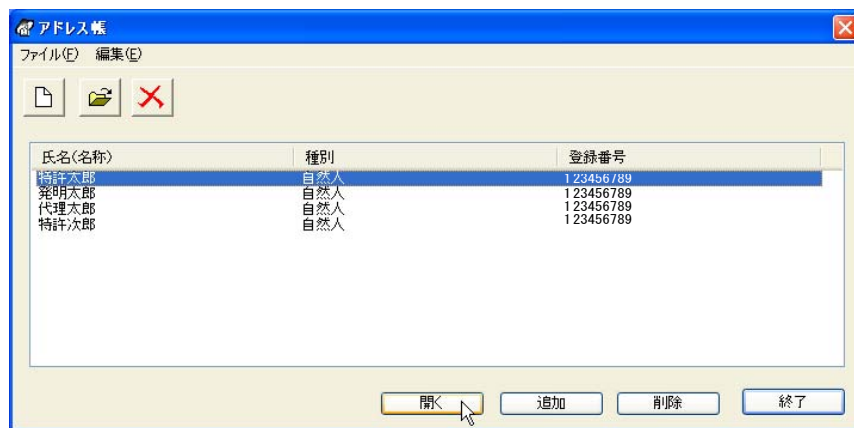 アドレス帳
ファイル(F) 編集(E)
氏名(名称) 種別 登録番号
特許太郎 自然人 123456789
発明太郎 自然人 123456789
代理太郎 自然人 123456789
特許次郎 自然人 123456789
開く 追加 削除 終了